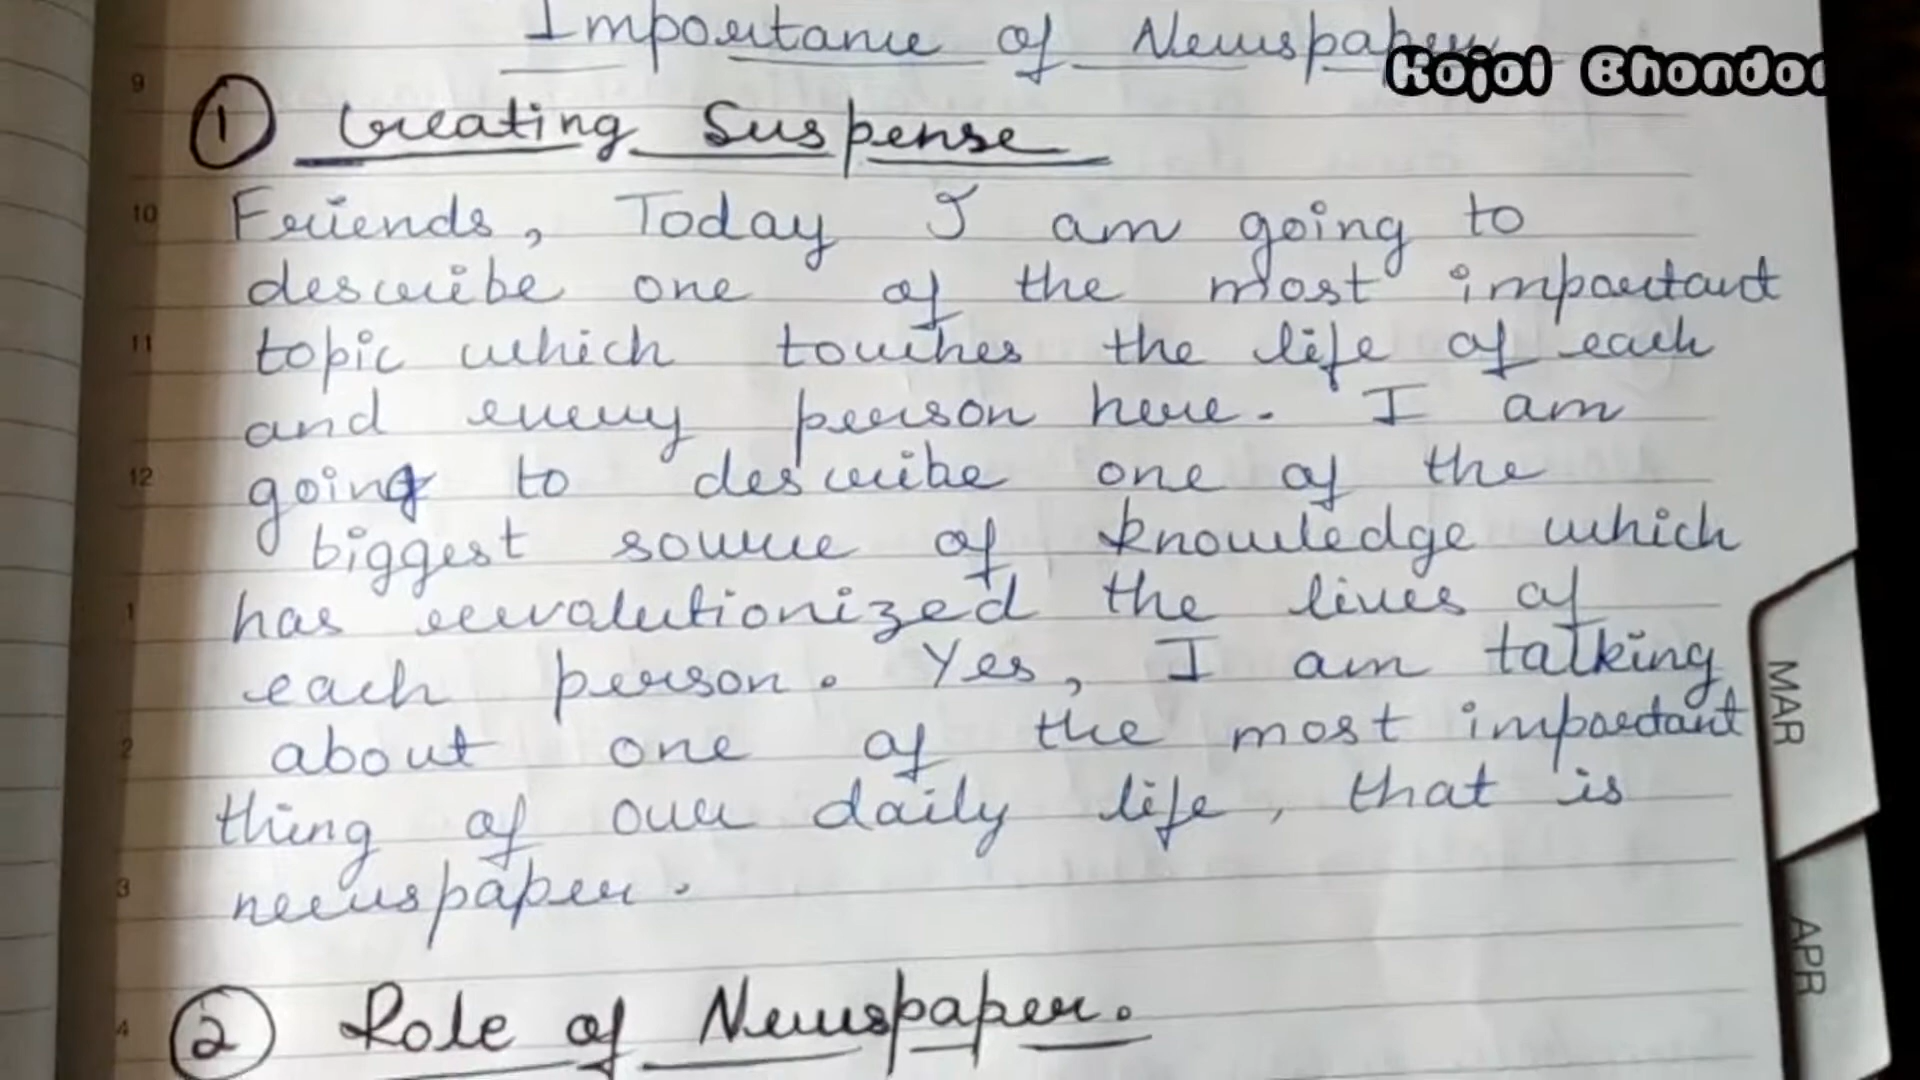 Importance of Newspaper
Kajal Bhandar
① Creating Suspense
Friends, Today I am going to
describe one of the most important
topic which touches the life of each
and every person here. I am
going to describe one of the
biggest source of knowledge which
has revolutionized the lives of
each person. Yes, I am talking
about one of the most important
thing of our daily life, that is
newspaper.
② Role of Newspaper.
9
10
11
12
1
2
3
4
MAR
APR